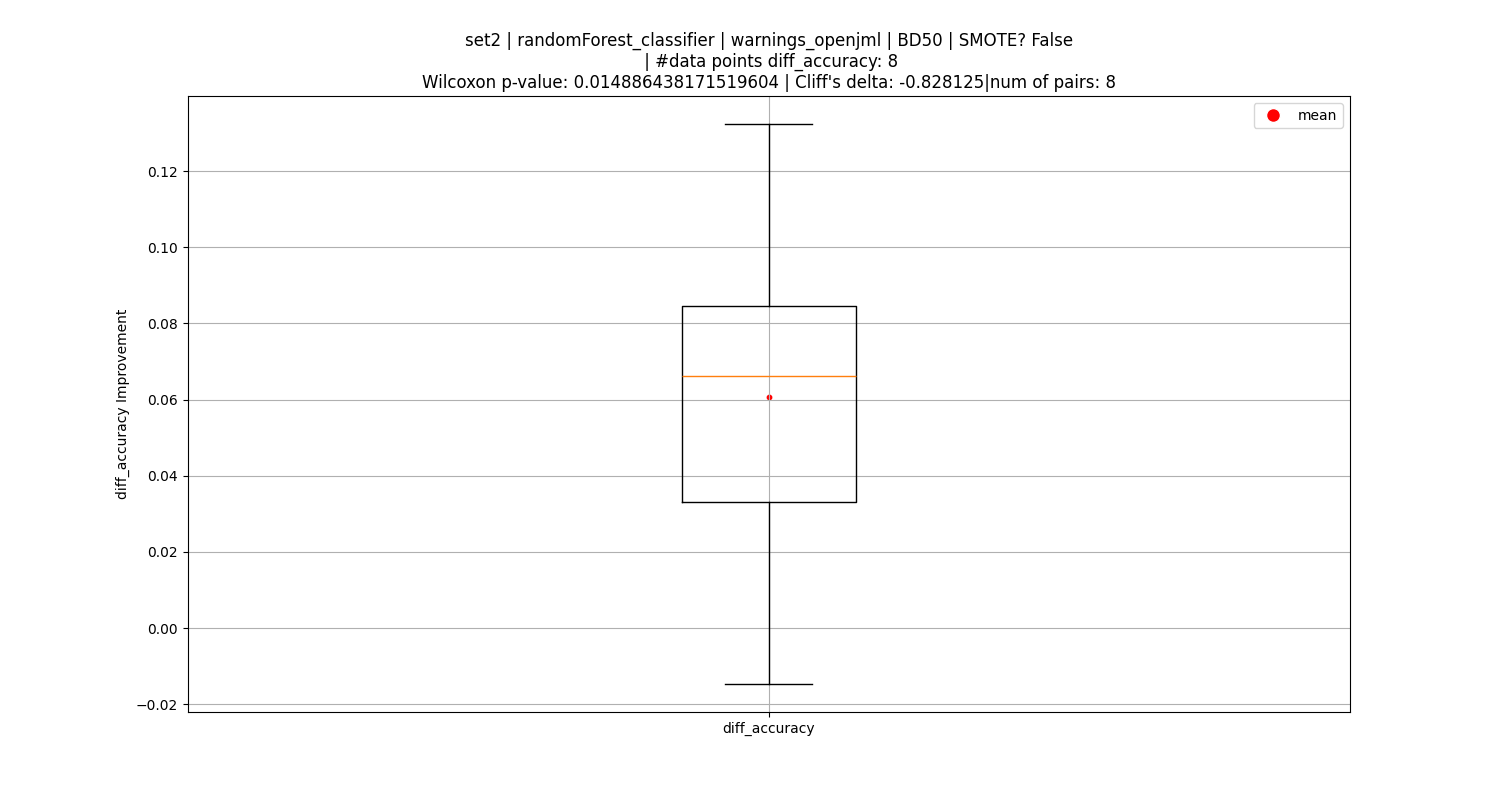 set2 | randomForest_classifier | warnings_openjml | BD50 | SMOTE? False
| #data points diff_accuracy: 8
Wilcoxon p-value: 0.014886438171519604 | Cliff's delta: -0.828125|num of pairs: 8
mean
0.12
0.10
0.08
0.06
0.04
0.02
0.00
−0.02
diff_accuracy Improvement
diff_accuracy